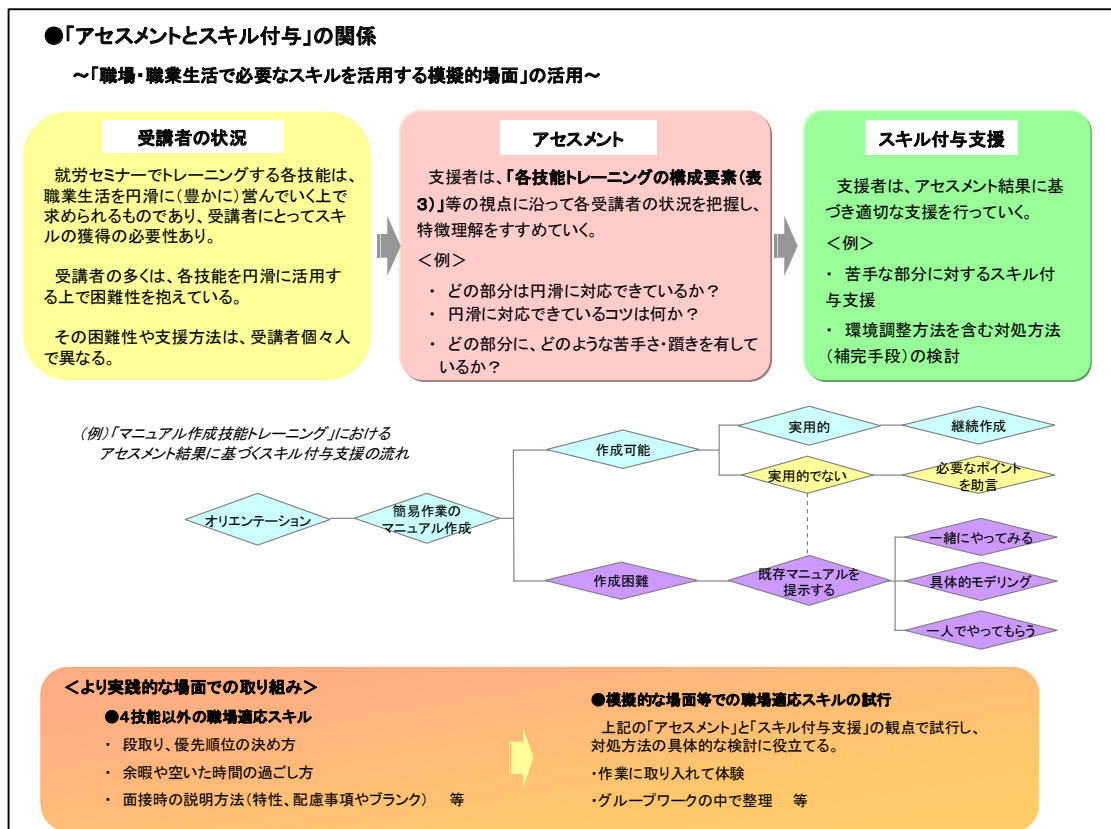 ●「アセスメントとスキル付与」の関係
～「職場・職業生活で必要なスキルを活用する模擬的場面」の活用～
受講者の状況
就労セミナーでトレーニングする各技能は、
職業生活を円滑に（豊かに）営んでいく上で
求められるものであり、受講者にとってスキ
ルの獲得の必要性あり。
受講者の多くは、各技能を円滑に活用す
る上で困難性を抱えている。
その困難性や支援方法は、受講者個々人
で異なる。
アセスメント
支援者は、「各技能トレーニングの構成要素（表
３）」等の視点に沿って各受講者の状況を把握し、
特徴理解をすすめていく。
＜例＞
・ どの部分は円滑に対応できているか？
・ 円滑に対応できているコツは何か？
・ どの部分に、どのような苦手さ・躓きを有して
いるか？
スキル付与支援
支援者は、アセスメント結果に基
づき適切な支援を行っていく。
＜例＞
・ 苦手な部分に対するスキル付
与支援
・ 環境調整方法を含む対処方法
（補完手段）の検討
（例）「マニュアル作成技能トレーニング」における
アセスメント結果に基づくスキル付与支援の流れ
オリエンテーション
簡易作業の
マニュアル作成
作成可能
実用的
継続作成
実用的でない
必要なポイント
を助言
作成困難
既存マニュアルを
提示する
一緒にやってみる
具体的モデリング
一人でやってもらう
＜より実践的な場面での取り組み＞
●４技能以外の職場適応スキル
・ 段取り、優先順位の決め方
・ 余暇や空いた時間の過ごし方
・ 面接時の説明方法（特性、配慮事項やブランク） 等
●模擬的な場面等での職場適応スキルの試行
上記の「アセスメント」と「スキル付与支援」の観点で試行し、
対処方法の具体的な検討に役立てる。
・作業に取り入れて体験
・グループワークの中で整理 等